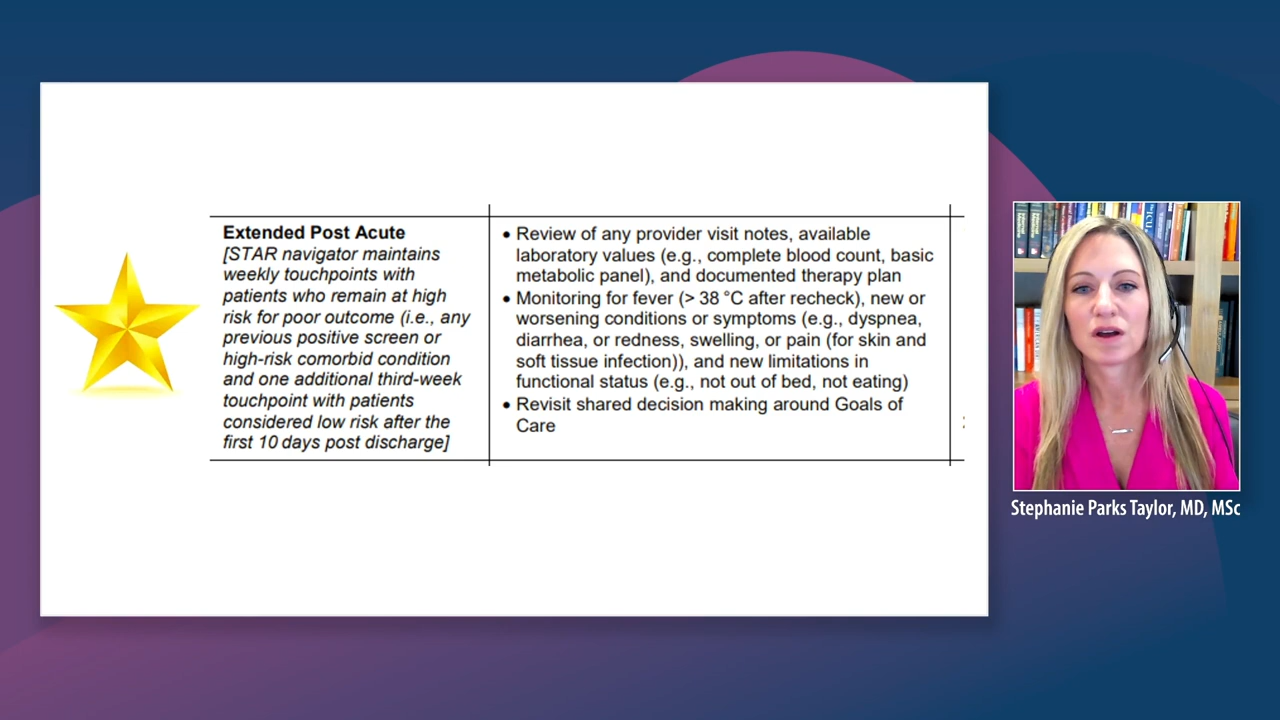 Extended Post Acute
[STAR navigator maintains
weekly touchpoints with
patients who remain at high
risk for poor outcome (i.e., any
previous positive screen or
high-risk comorbid condition
and one additional third-week
touchpoint with patients
considered low risk after the
first 10 days post discharge]
• Review of any provider visit notes, available
laboratory values (e.g., complete blood count, basic
metabolic panel), and documented therapy plan
• Monitoring for fever (> 38 °C after recheck), new or
worsening conditions or symptoms (e.g., dyspnea,
diarrhea, or redness, swelling, or pain (for skin and
soft tissue infection)), and new limitations in
functional status (e.g., not out of bed, not eating)
• Revisit shared decision making around Goals of
Care
Stephanie Parks Taylor, MD, MSc